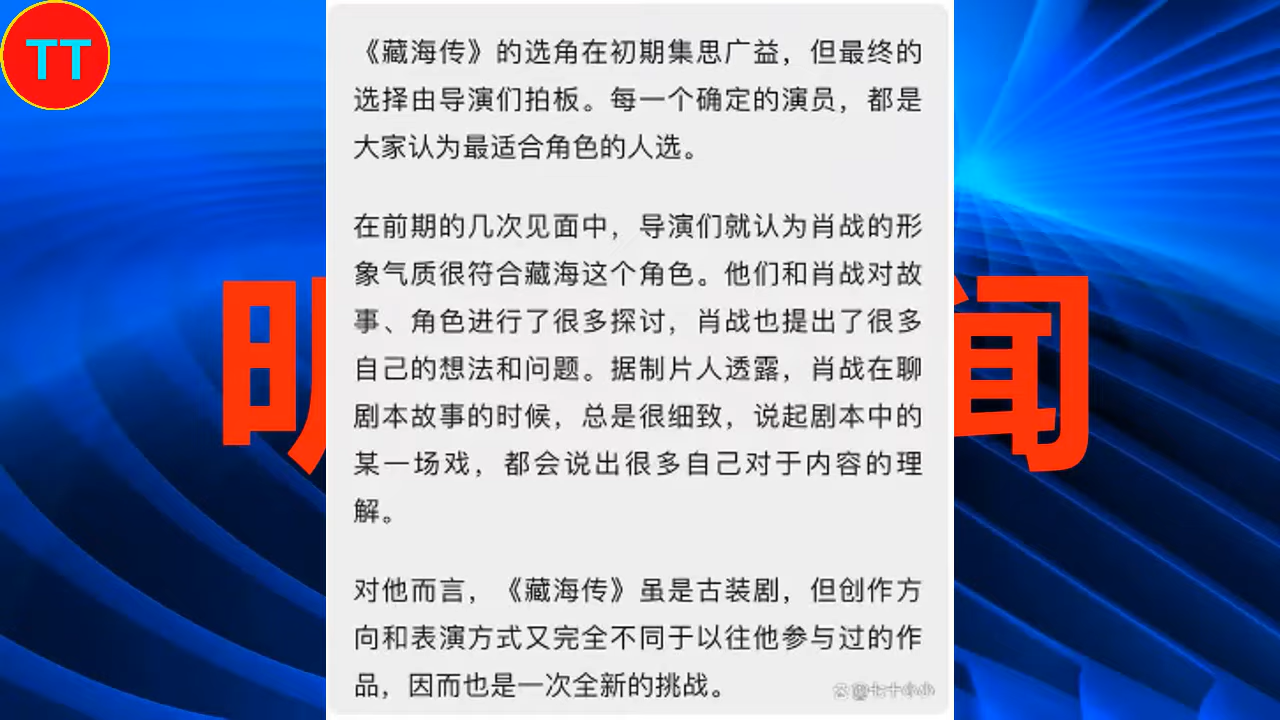 TT
《藏海传》的选角在初期集思广益，但最终的
选择由导演们拍板。每一个确定的演员，都是
大家认为最适合角色的人选。
在前期的几次见面中，导演们就认为肖战的形
象气质很符合藏海这个角色。他们和肖战对故
事、角色进行了很多探讨，肖战也提出了很多
自己的想法和问题。据制片人透露，肖战在聊
剧本故事的时候，总是很细致，说起剧本中的
某一场戏，都会说出很多自己对于内容的理
解。
对他而言，《藏海传》虽是古装剧，但创作方
向和表演方式又完全不同于以往他参与过的作
品，因而也是一次全新的挑战。
闻